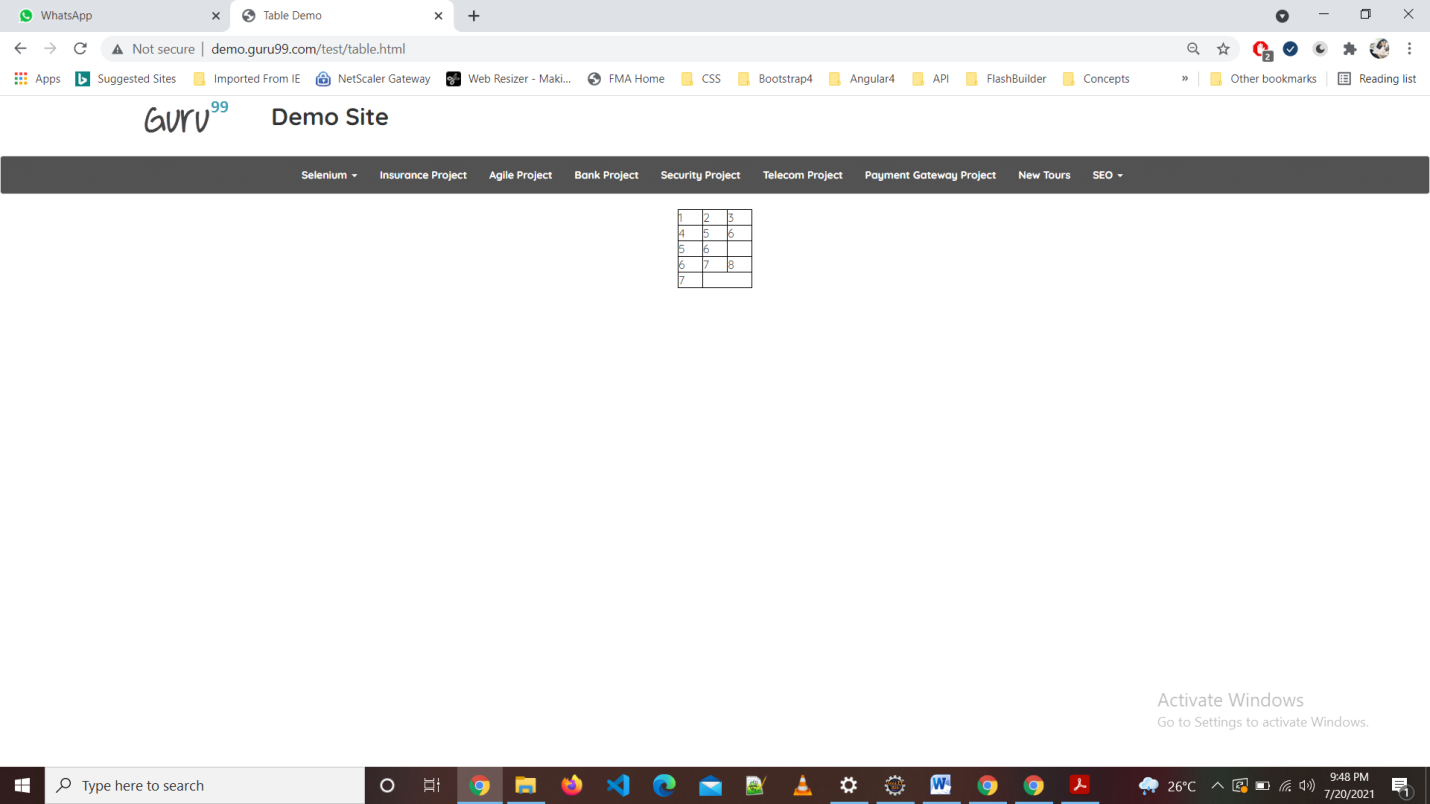 WhatsApp
Table Demo
Not secure | demo.guru99.com/test/table.html
2
Apps Suggested Sites Imported From IE NetScaler Gateway Web Resizer - Maki... FMA Home CSS Bootstrap4 Angular4 API FlashBuilder Concepts » Other bookmarks Reading list
Guru99 Demo Site
Selenium Insurance Project Agile Project Bank Project Security Project Telecom Project Payment Gateway Project New Tours SEO
1 2 3
4 5 6
5 6
6 7 8
7
Activate Windows
Go to Settings to activate Windows.
Type here to search
26°C
9:48 PM
7/20/2021
1